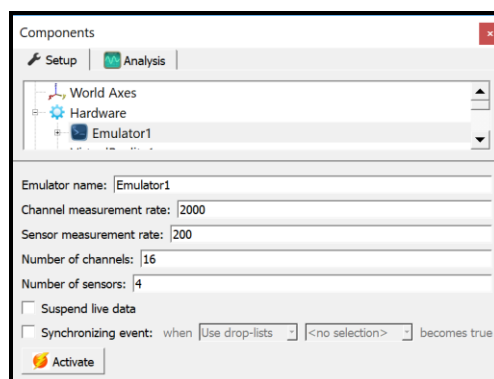 Components
Setup Analysis
World Axes
Hardware
Emulator1
Emulator name: Emulator1
Channel measurement rate: 2000
Sensor measurement rate: 200
Number of channels: 16
Number of sensors: 4
Suspend live data
Synchronizing event: when Use drop-lists <no selection> becomes true
Activate